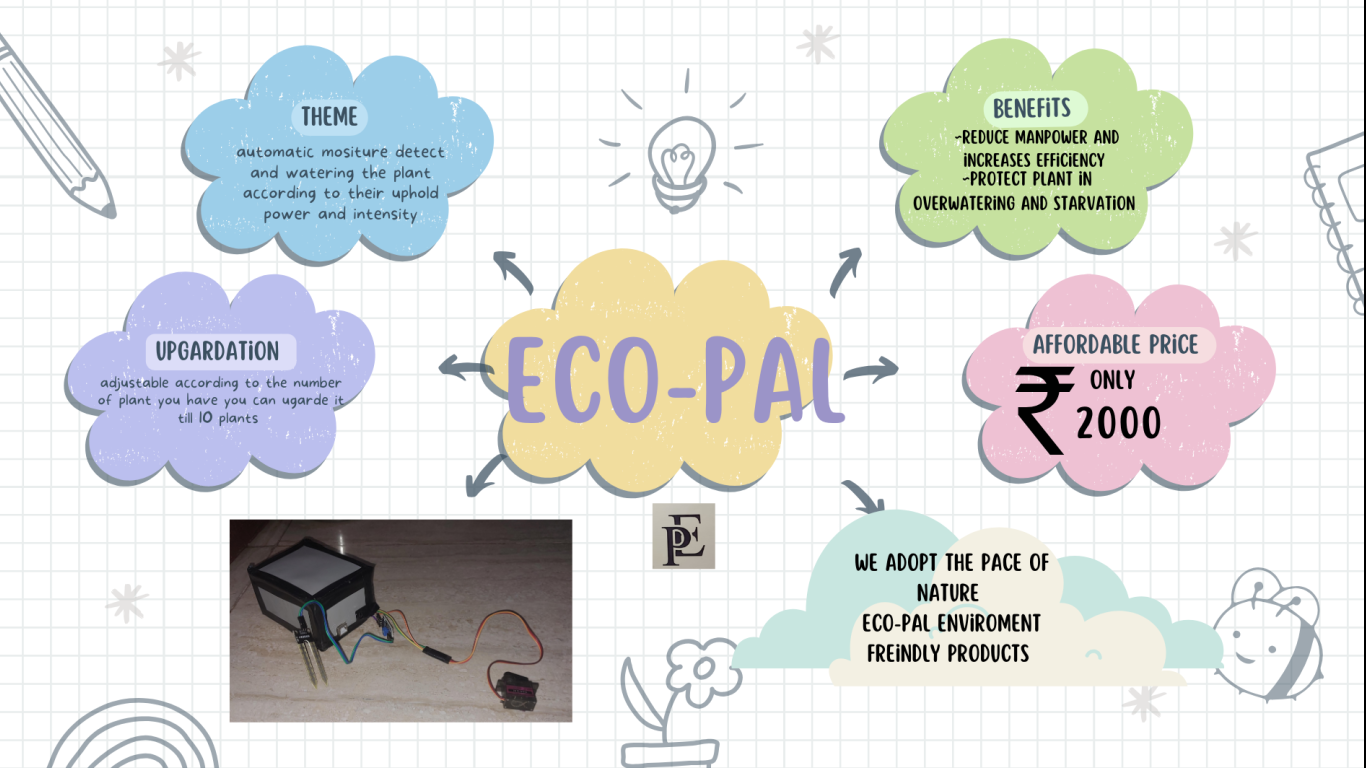 THEME
automatic mositure detect
and watering the plant
according to their uphold
power and intensity
BENEFITS
~REDUCE MANPOWER AND
INCREASES EFFICIENCY
~PROTECT PLANT IN
OVERWATERING AND STARVATION
UPGARDATION
adjustable according to the number
of plant you have you can ugarde it
till 10 plants
ECO-PAL
AFFORDABLE PRICE
₹ ONLY
2000
PDE
WE ADOPT THE PACE OF
NATURE
ECO-PAL ENVIROMENT
FREINDLY PRODUCTS